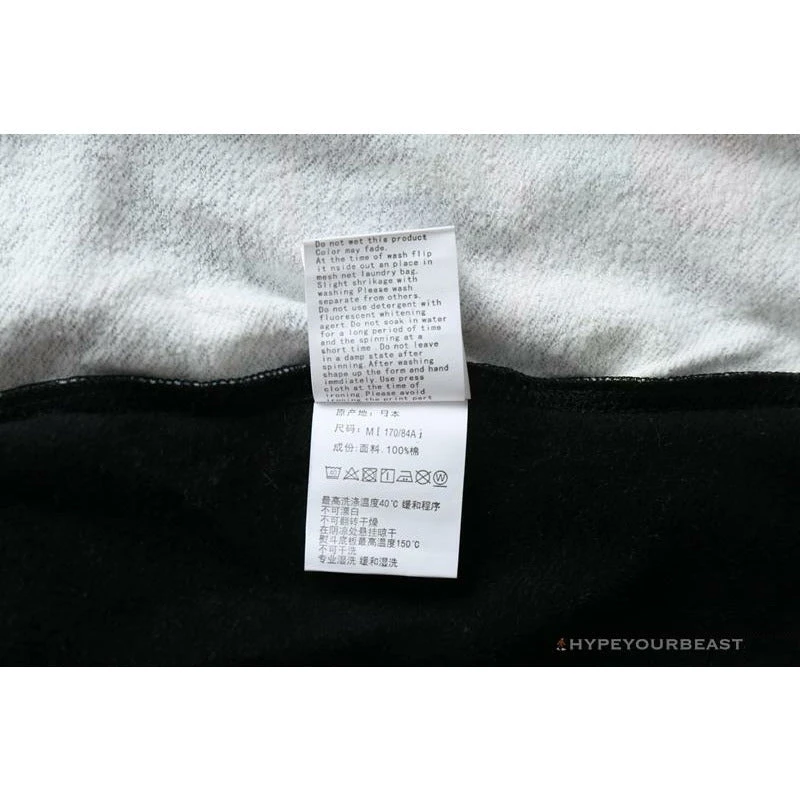 Do not wet this product
Color may fade.
At the time of wash flip
it nside out an place in
mesh net laundry bag.
Slight shrikage with
washing Please wash
separate from others.
Do not use detergent with
fluorescent whitening
agert. Do not soak in water
for a long period of time
and the spinning at a
short time. Do not leave
in a damp state after
spinning. After washing
shape up the form and hand
immediately. Use press
cloth at the time of
ironing. Please avoid
ironing the print part
原产地: 日本
尺码: M[ 170/84A]
成份: 面料. 100%棉
最高洗涤温度40℃ 缓和程序
不可漂白
不可翻转干燥
在阴凉处悬挂晾干
熨斗底板最高温度150℃
不可干洗
专业湿洗 缓和湿洗
HYPEYOURBEAST